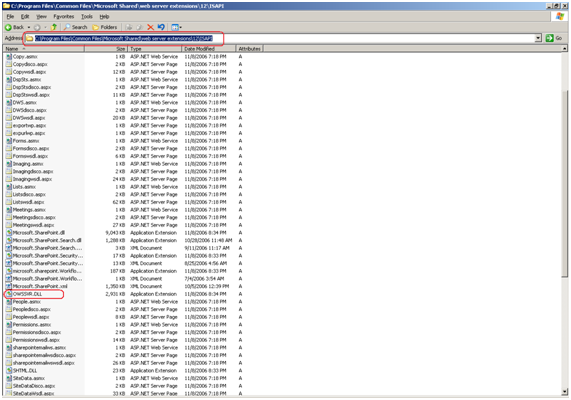 C:\Program Files\Common Files\Microsoft Shared\web server extensions\12\ISAPI
File Edit View Favorites Tools Help
Back Search Folders
Address C:\Program Files\Common Files\Microsoft Shared\web server extensions\12\ISAPI Go
Name Size Type Date Modified Attributes
Copy.asmx 1 KB ASP.NET Web Service 11/8/2006 7:18 PM A
Copydisco.aspx 2 KB ASP.NET Server Page 11/8/2006 7:18 PM A
Copywsdl.aspx 12 KB ASP.NET Server Page 11/8/2006 7:18 PM A
DspSts.asmx 1 KB ASP.NET Web Service 11/8/2006 7:18 PM A
DspStsdisco.aspx 2 KB ASP.NET Server Page 11/8/2006 7:18 PM A
DspStswsdl.aspx 11 KB ASP.NET Server Page 11/8/2006 7:18 PM A
DWS.asmx 1 KB ASP.NET Web Service 11/8/2006 7:18 PM A
DWSdisco.aspx 2 KB ASP.NET Server Page 11/8/2006 7:18 PM A
DWSwsdl.aspx 20 KB ASP.NET Server Page 11/8/2006 7:18 PM A
exportwp.aspx 1 KB ASP.NET Server Page 11/8/2006 7:18 PM A
expurlwp.aspx 1 KB ASP.NET Server Page 11/8/2006 7:18 PM A
Forms.asmx 1 KB ASP.NET Web Service 11/8/2006 7:18 PM A
Formsdisco.aspx 2 KB ASP.NET Server Page 11/8/2006 7:18 PM A
Formswsdl.aspx 6 KB ASP.NET Server Page 11/8/2006 7:18 PM A
Imaging.asmx 1 KB ASP.NET Web Service 11/8/2006 7:18 PM A
Imagingdisco.aspx 2 KB ASP.NET Server Page 11/8/2006 7:18 PM A
Imagingwsdl.aspx 24 KB ASP.NET Server Page 11/8/2006 7:18 PM A
Lists.asmx 1 KB ASP.NET Web Service 11/8/2006 7:18 PM A
Listsdisco.aspx 2 KB ASP.NET Server Page 11/8/2006 7:18 PM A
Listswsdl.aspx 62 KB ASP.NET Server Page 11/8/2006 7:18 PM A
Meetings.asmx 1 KB ASP.NET Web Service 11/8/2006 7:18 PM A
Meetingsdisco.aspx 2 KB ASP.NET Server Page 11/8/2006 7:18 PM A
Meetingswsdl.aspx 27 KB ASP.NET Server Page 11/8/2006 7:18 PM A
Microsoft.SharePoint.dll 9,043 KB Application Extension 11/8/2006 8:34 PM A
Microsoft.SharePoint.Search.dll 1,288 KB Application Extension 10/28/2006 11:48 AM A
Microsoft.SharePoint.Search.... 3 KB XML Document 9/11/2006 11:17 AM A
Microsoft.SharePoint.Security... 17 KB Application Extension 11/8/2006 8:33 PM A
Microsoft.SharePoint.Security... 13 KB XML Document 8/25/2006 4:56 AM A
microsoft.sharepoint.Workflo... 187 KB Application Extension 11/8/2006 8:33 PM A
Microsoft.SharePoint.Workflo... 1 KB XML Document 7/4/2006 3:54 AM A
Microsoft.SharePoint.xml 1,350 KB XML Document 10/5/2006 12:39 PM A
OWSSVR.DLL 2,931 KB Application Extension 11/8/2006 8:34 PM A
People.asmx 1 KB ASP.NET Web Service 11/8/2006 7:18 PM A
Peopledisco.aspx 2 KB ASP.NET Server Page 11/8/2006 7:18 PM A
Peoplewsdl.aspx 8 KB ASP.NET Server Page 11/8/2006 7:18 PM A
Permissions.asmx 1 KB ASP.NET Web Service 11/8/2006 7:18 PM A
Permissionsdisco.aspx 2 KB ASP.NET Server Page 11/8/2006 7:18 PM A
Permissionswsdl.aspx 14 KB ASP.NET Server Page 11/8/2006 7:18 PM A
sharepointemailws.asmx 1 KB ASP.NET Web Service 11/8/2006 7:18 PM A
sharepointemailwsdisco.aspx 2 KB ASP.NET Server Page 11/8/2006 7:18 PM A
sharepointemailwswsdl.aspx 26 KB ASP.NET Server Page 11/8/2006 7:18 PM A
SHTML.DLL 23 KB Application Extension 11/8/2006 8:33 PM A
SiteData.asmx 1 KB ASP.NET Web Service 11/8/2006 7:18 PM A
SiteDataDisco.aspx 2 KB ASP.NET Server Page 11/8/2006 7:18 PM A
SiteDataWsdl.aspx 33 KB ASP.NET Server Page 11/8/2006 7:18 PM A